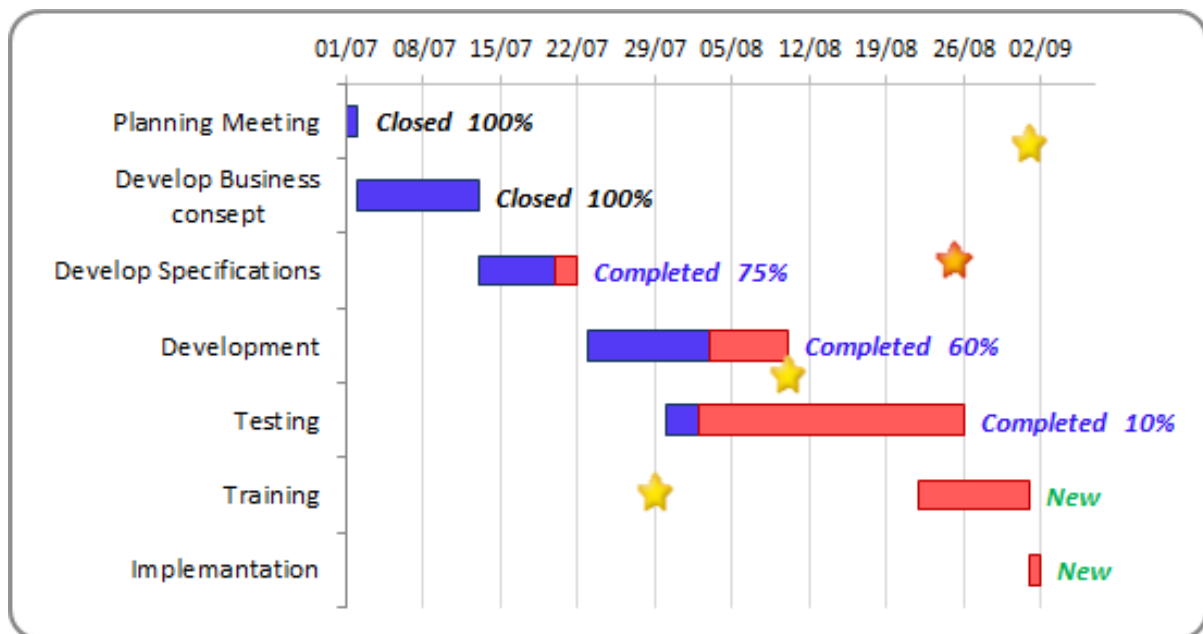 01/07 08/07 15/07 22/07 29/07 05/08 12/08 19/08 26/08 02/09
Planning Meeting Closed 100%
Develop Business
consept
Closed 100%
Develop Specifications Completed 75%
Development Completed 60%
Testing Completed 10%
Training New
Implemantation New